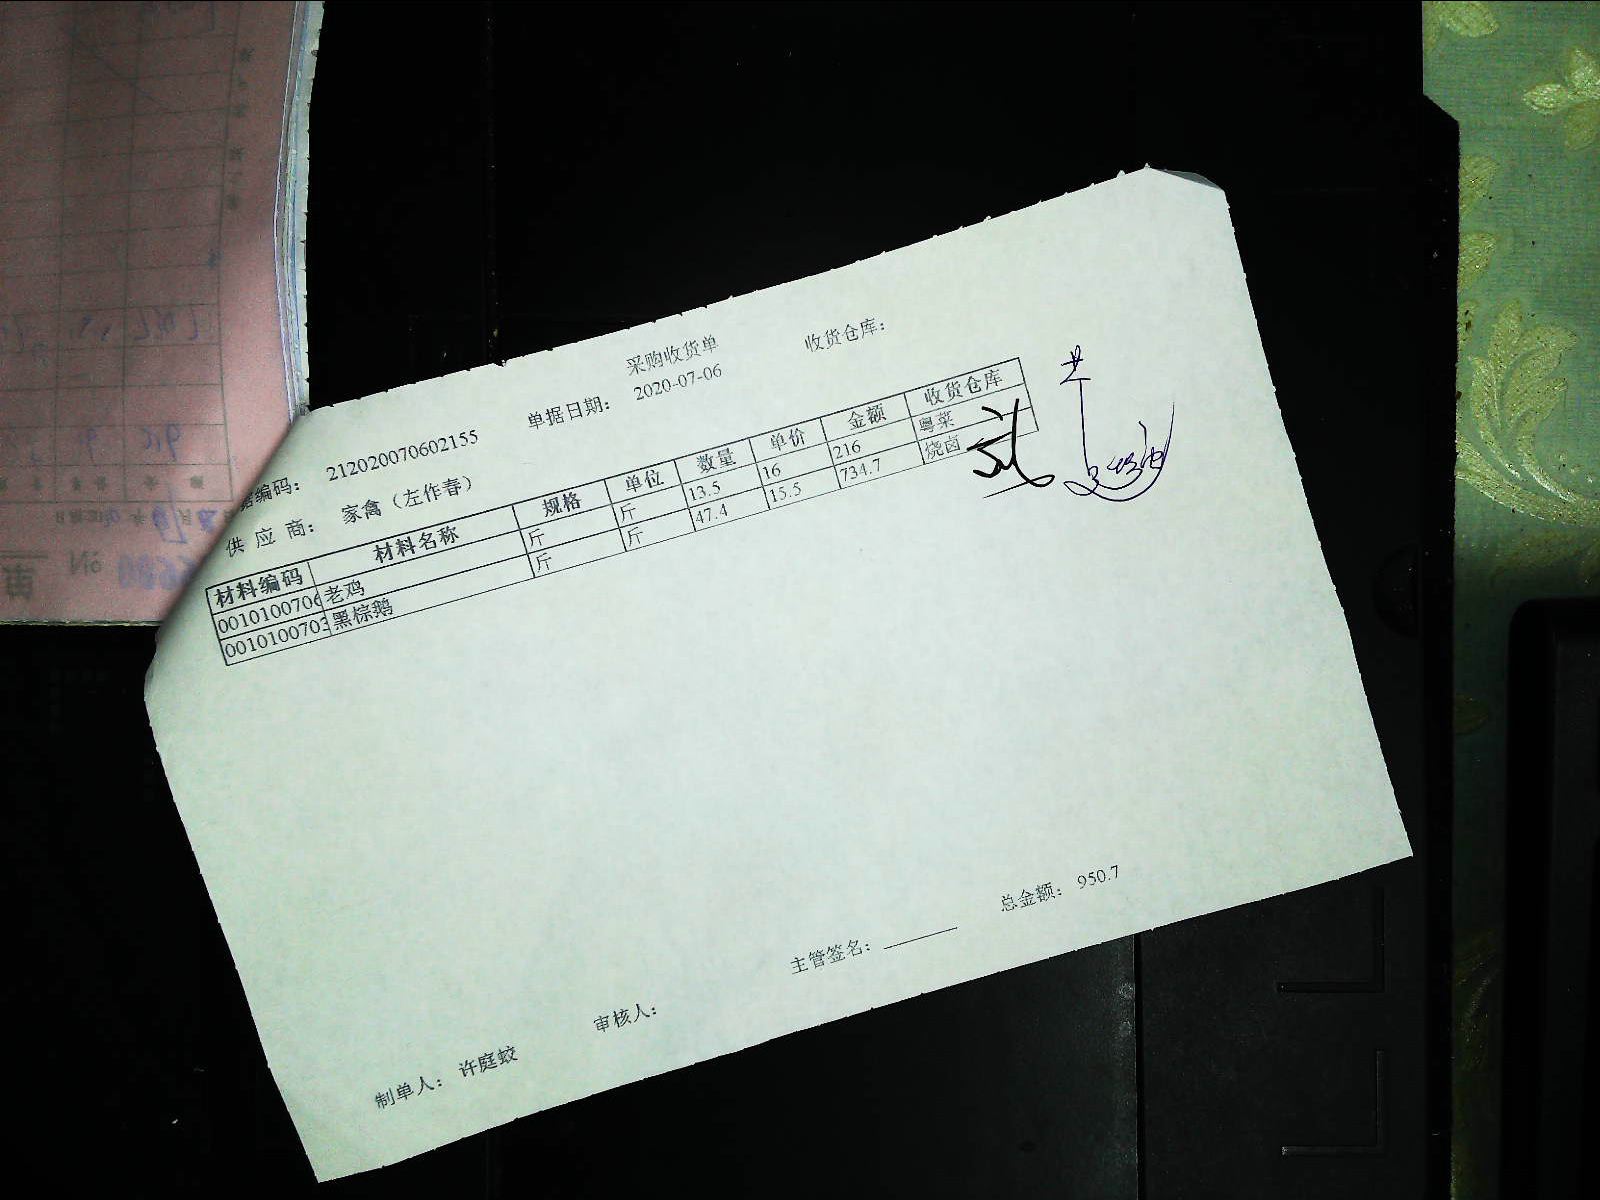 采购收货单
收货仓库：
据编码： 212020070602155 单据日期： 2020-07-06
供 应 商： 家禽（左作春）
材料编码 材料名称 规格 单位 数量 单价 金额 收货仓库
0010100706 老鸡 斤 斤 13.5 16 216 粤菜
001010070 黑棕鹅 斤 斤 47.4 15.5 734.7 烧卤
总金额： 950.7
主管签名：
审核人：
制单人： 许庭蛟